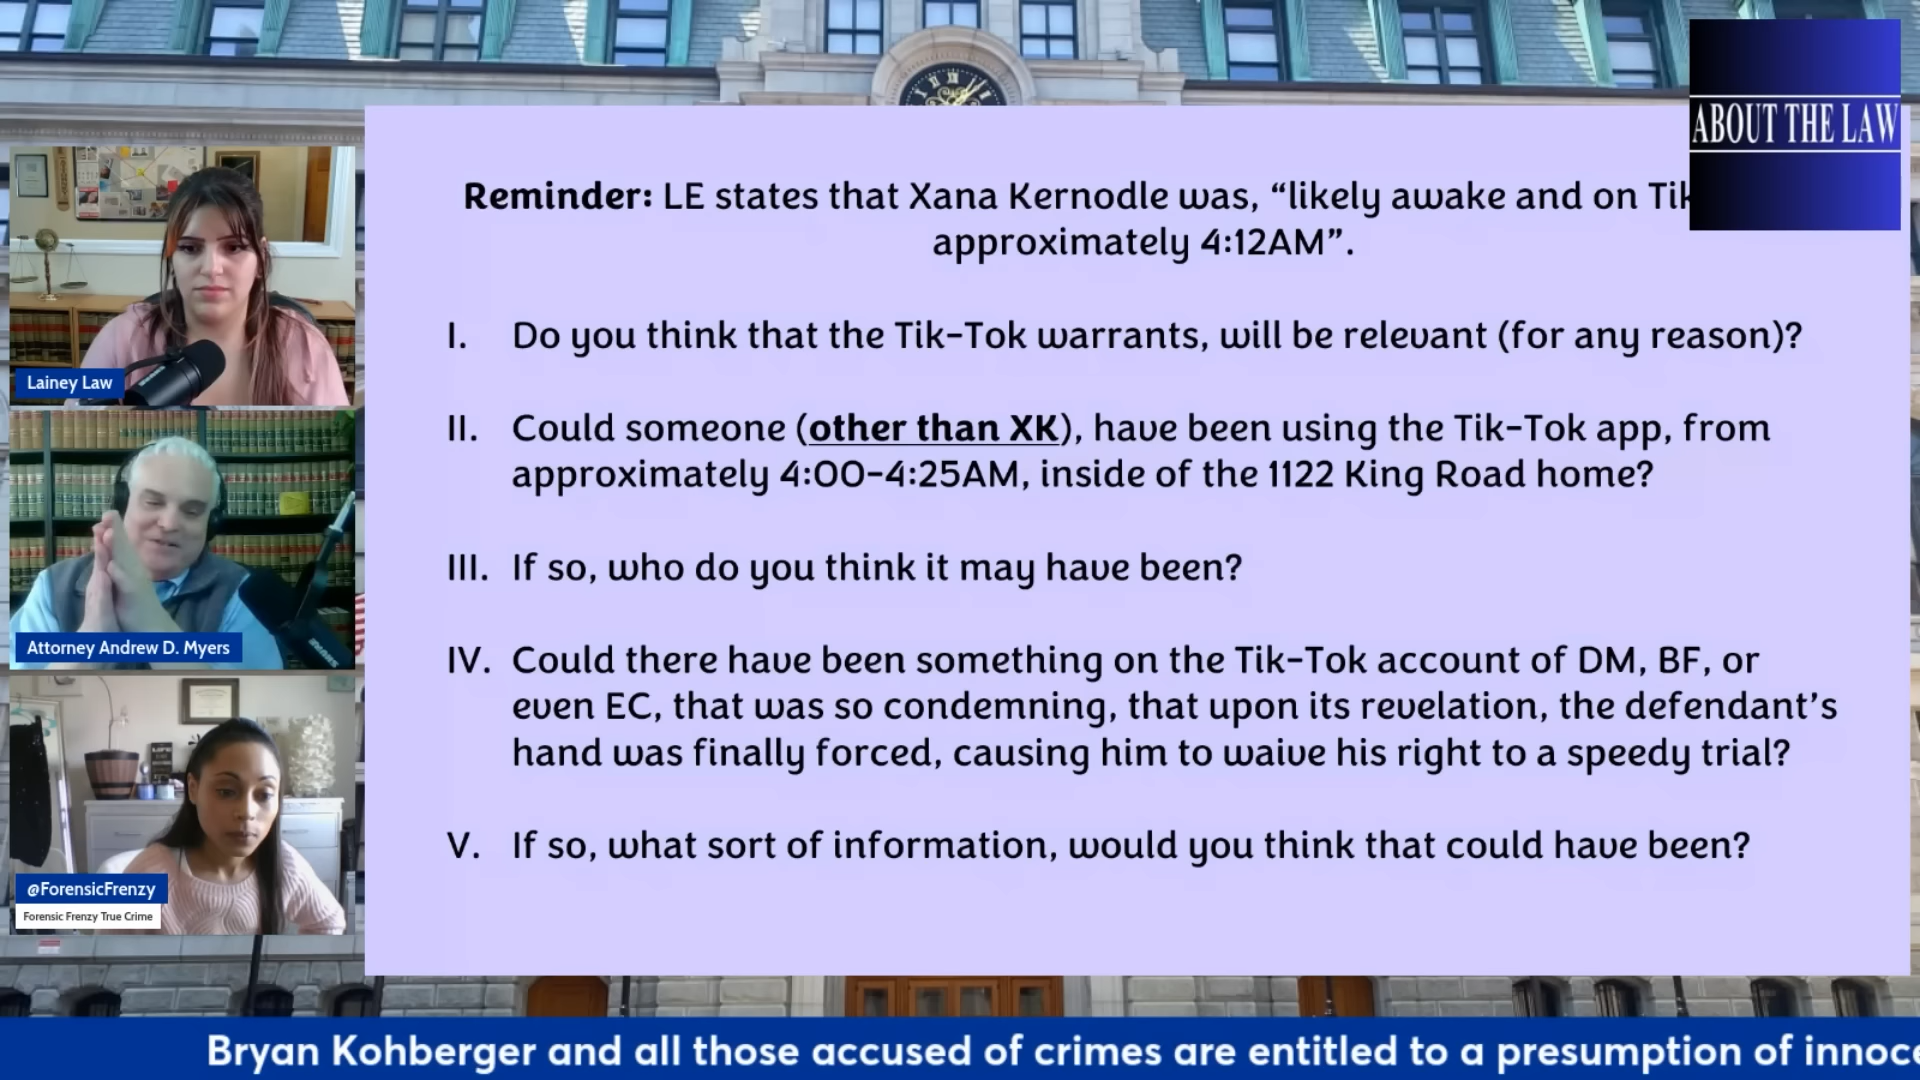 ABOUT THE LAW
Reminder: LE states that Xana Kernodle was, “likely awake and on Tik
approximately 4:12AM”.
I. Do you think that the Tik-Tok warrants, will be relevant (for any reason)?
II. Could someone (other than XK), have been using the Tik-Tok app, from
approximately 4:00-4:25AM, inside of the 1122 King Road home?
III. If so, who do you think it may have been?
IV. Could there have been something on the Tik-Tok account of DM, BF, or
even EC, that was so condemning, that upon its revelation, the defendant’s
hand was finally forced, causing him to waive his right to a speedy trial?
V. If so, what sort of information, would you think that could have been?
Lainey Law
Attorney Andrew D. Myers
@ForensicFrenzy
Forensic Frenzy True Crime
Bryan Kohberger and all those accused of crimes are entitled to a presumption of innoce